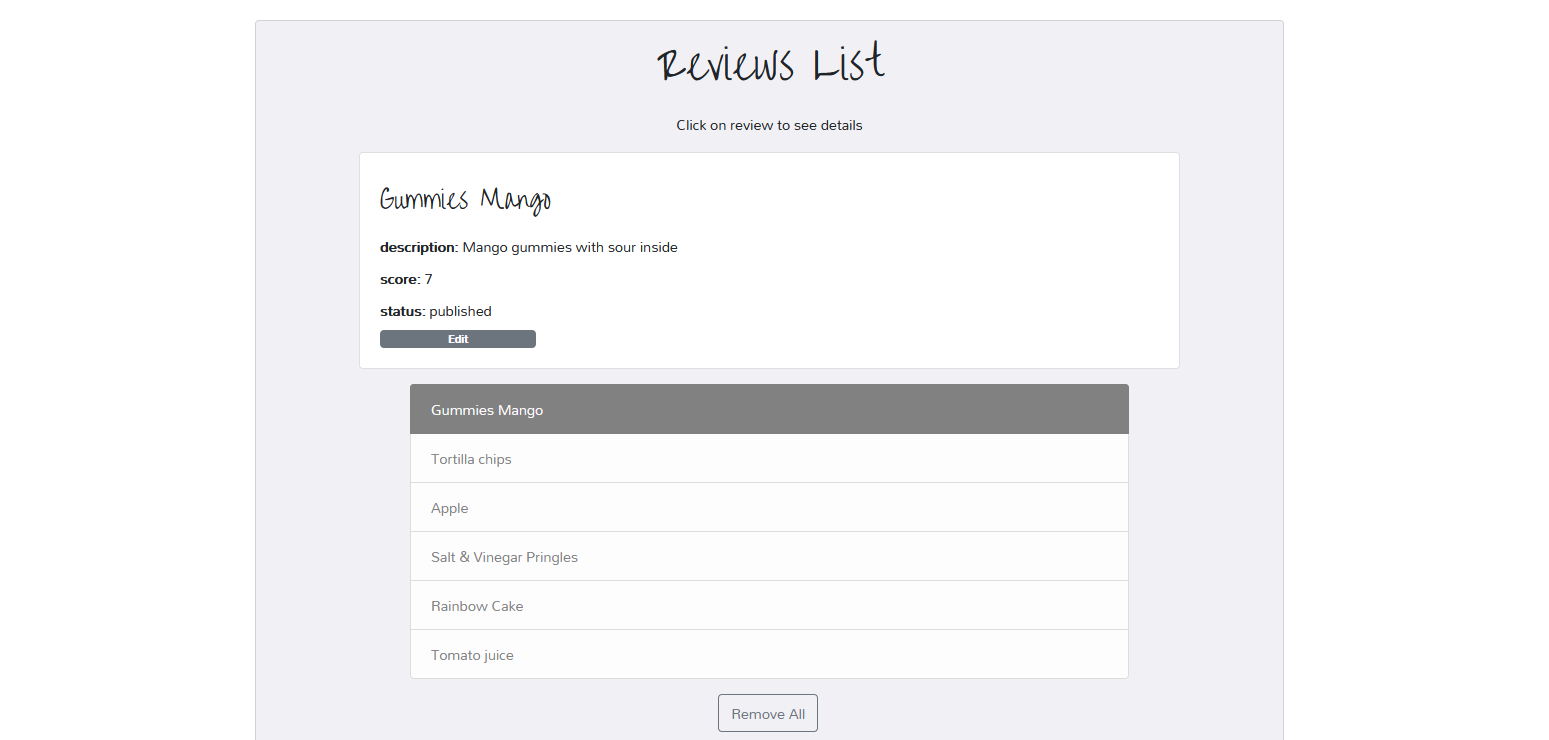 Reviews List
Click on review to see details
Gummies Mango
description: Mango gummies with sour inside
score: 7
status: published
Edit
Gummies Mango
Tortilla chips
Apple
Salt & Vinegar Pringles
Rainbow Cake
Tomato juice
Remove All